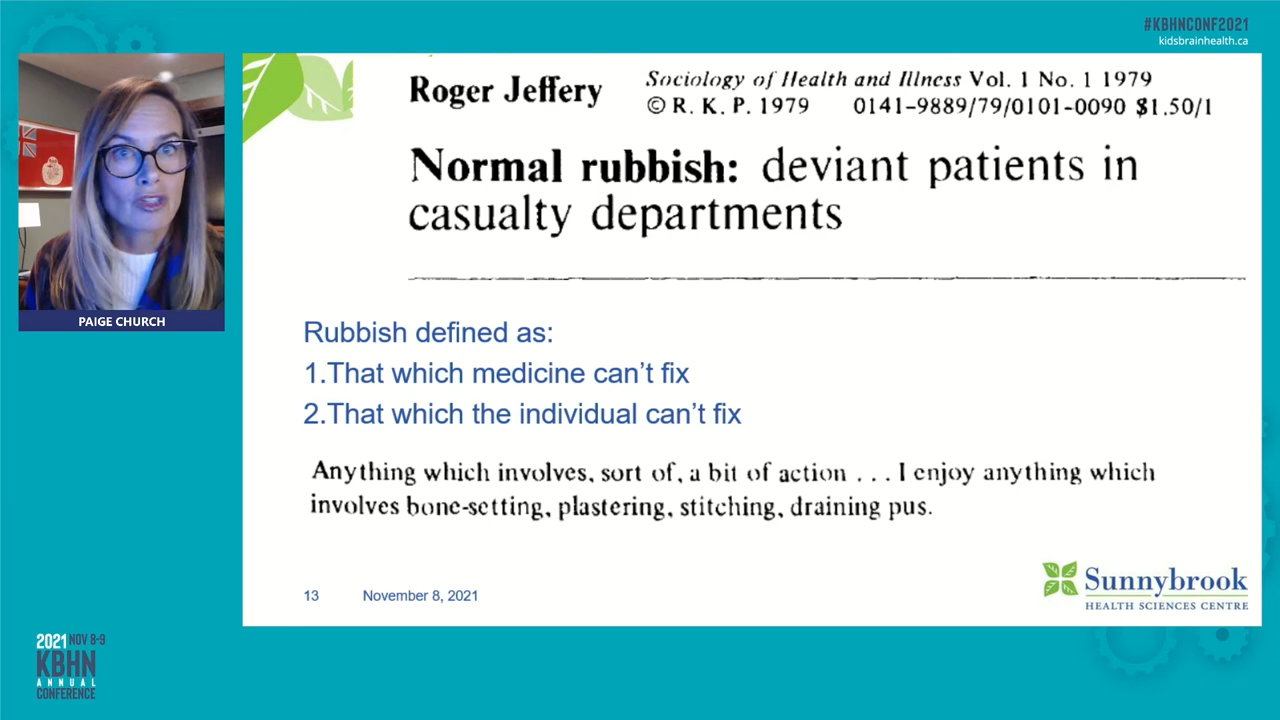 #KBHNCONF2021
kidsbrainhealth.ca
PAIGE CHURCH
Roger Jeffery
Sociology of Health and Illness Vol. 1 No. 1 1979
© R. K. P. 1979 0141–9889/79/0101-0090 $1.50/1
Normal rubbish: deviant patients in
casualty departments
Rubbish defined as:
1.That which medicine can't fix
2.That which the individual can't fix
Anything which involves, sort of, a bit of action . . . I enjoy anything which
involves bone-setting, plastering, stitching, draining pus.
13 November 8, 2021
Sunnybrook
HEALTH SCIENCES CENTRE
2021 NOV 8-9
KBHN
ANNUAL
CONFERENCE